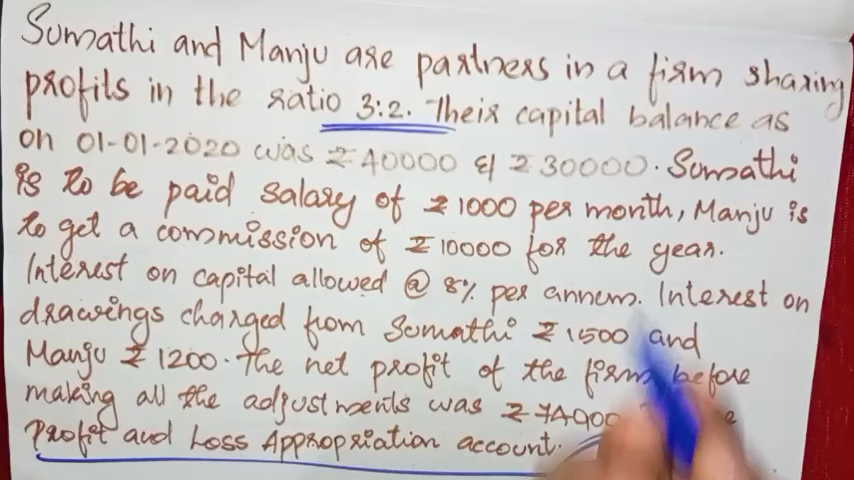 Sumathi and Manju are partners in a firm sharing
profits in the ratio 3:2. Their capital balance as
on 01-01-2020 was ₹40000 & ₹30000. Sumathi
is to be paid salary of ₹1000 per month, Manju is
to get a commission of ₹10000 for the year.
Interest on capital allowed @ 8% per annum. Interest on
drawings charged from Sumathi ₹1500 and
Manju ₹1200. The net profit of the firm before
making all the adjustments was
Profit and Loss Appropriation account.